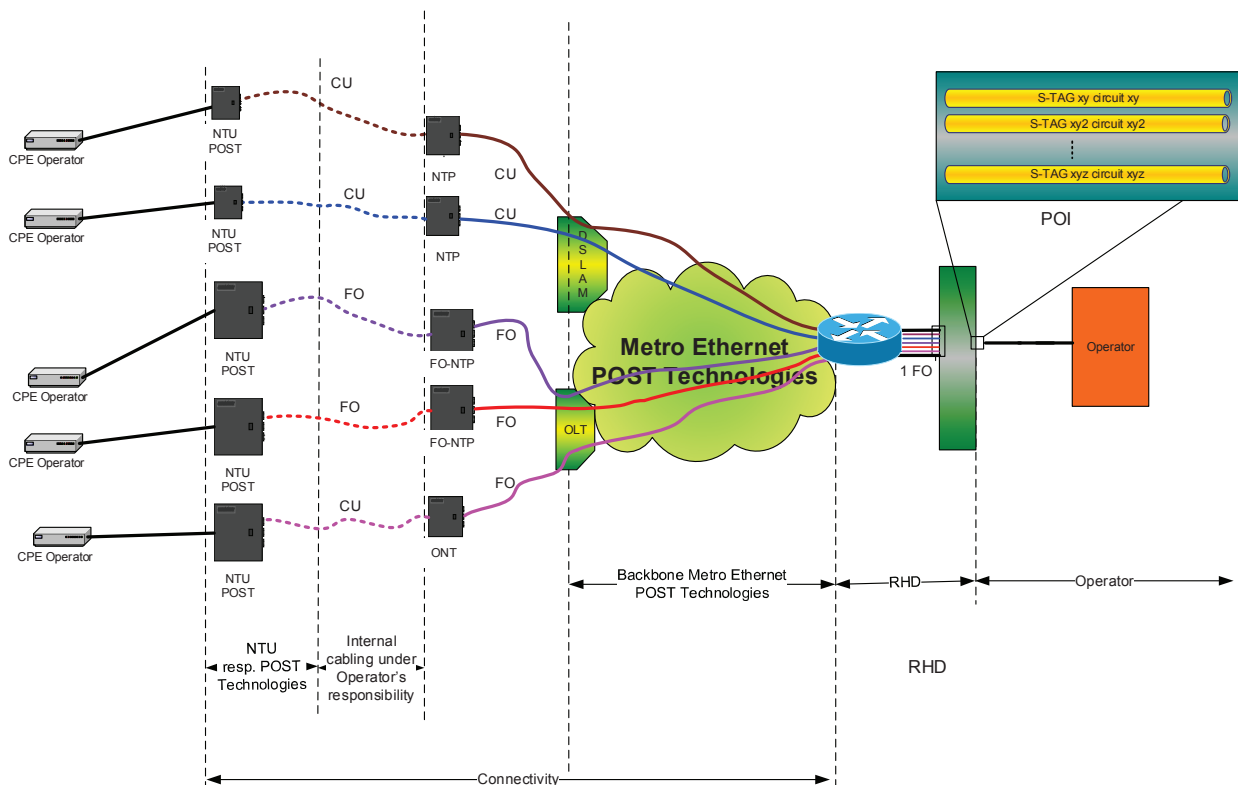 CU
S-TAG xy circuit xy
S-TAG xy2 circuit xy2
S-TAG xyz circuit xyz
POI
CPE Operator
NTU
POST
NTP
CU
CPE Operator
NTU
POST
CU
NTP
CU
DSLAM
CPE Operator
NTU
POST
FO
FO-NTP
FO
Metro Ethernet
POST Technologies
1 FO
Operator
CPE Operator
NTU
POST
FO
FO-NTP
FO
OLT
CPE Operator
NTU
POST
CU
ONT
FO
Backbone Metro Ethernet
POST Technologies
RHD
Operator
NTU
resp. POST
Technologies
Internal
cabling under
Operator's
responsibility
RHD
Connectivity